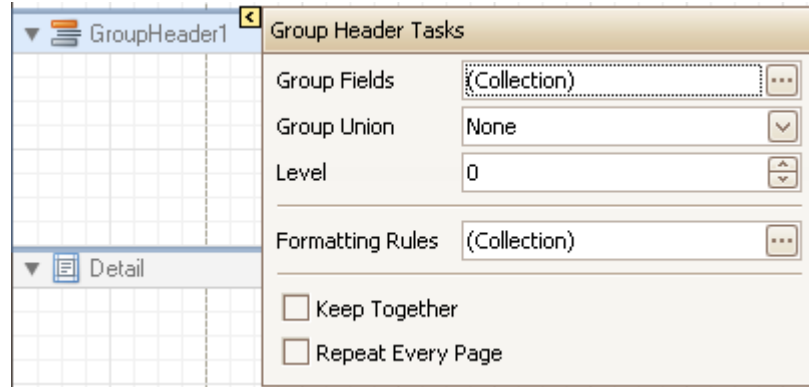 GroupHeader1
Group Header Tasks
Group Fields (Collection)
Group Union None
Level 0
Formatting Rules (Collection)
Detail
Keep Together
Repeat Every Page